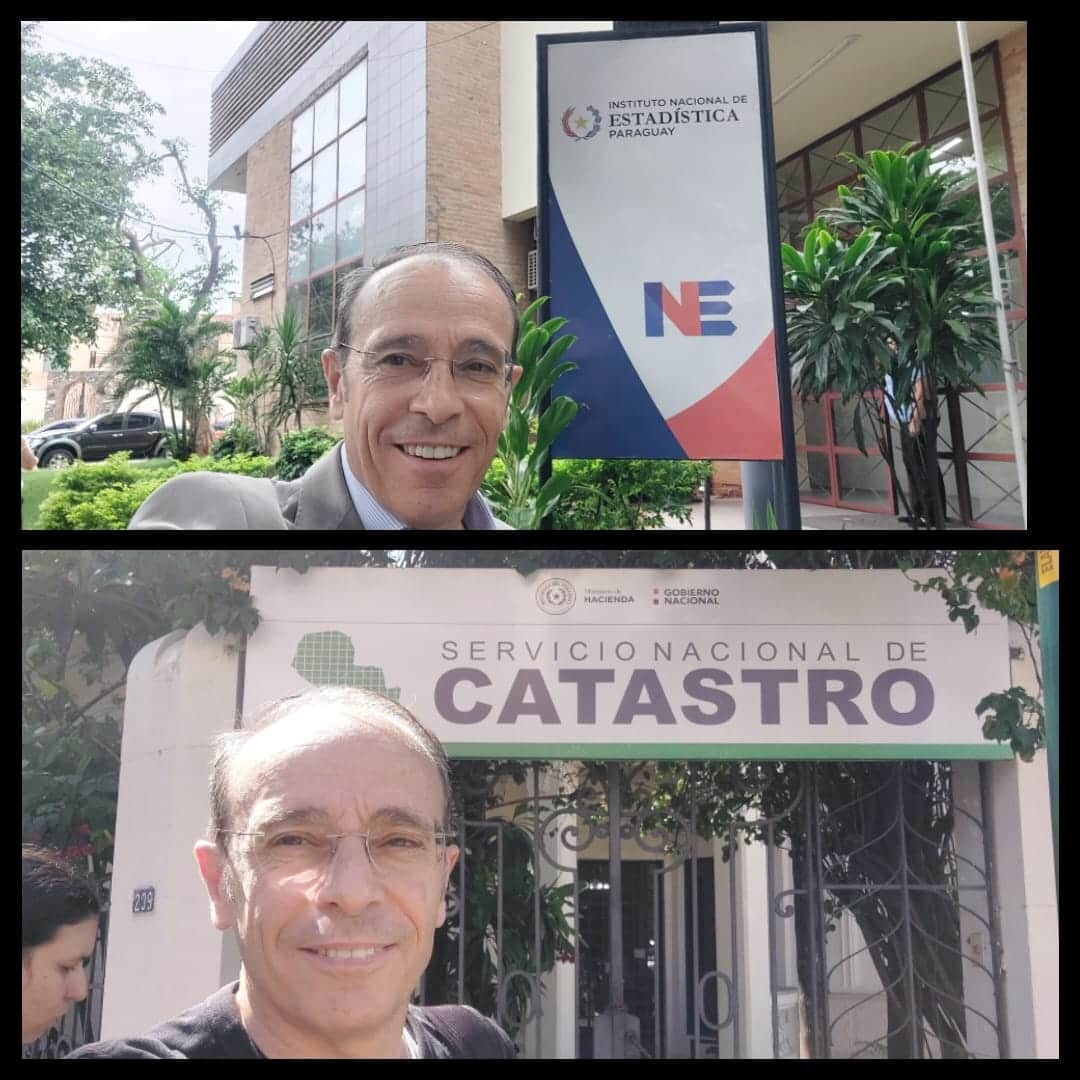 INSTITUTO NACIONAL DE
ESTADÍSTICA
PARAGUAY
INE
Ministerio de
HACIENDA
GOBIERNO
NACIONAL
SERVICIO NACIONAL DE
CATASTRO
239